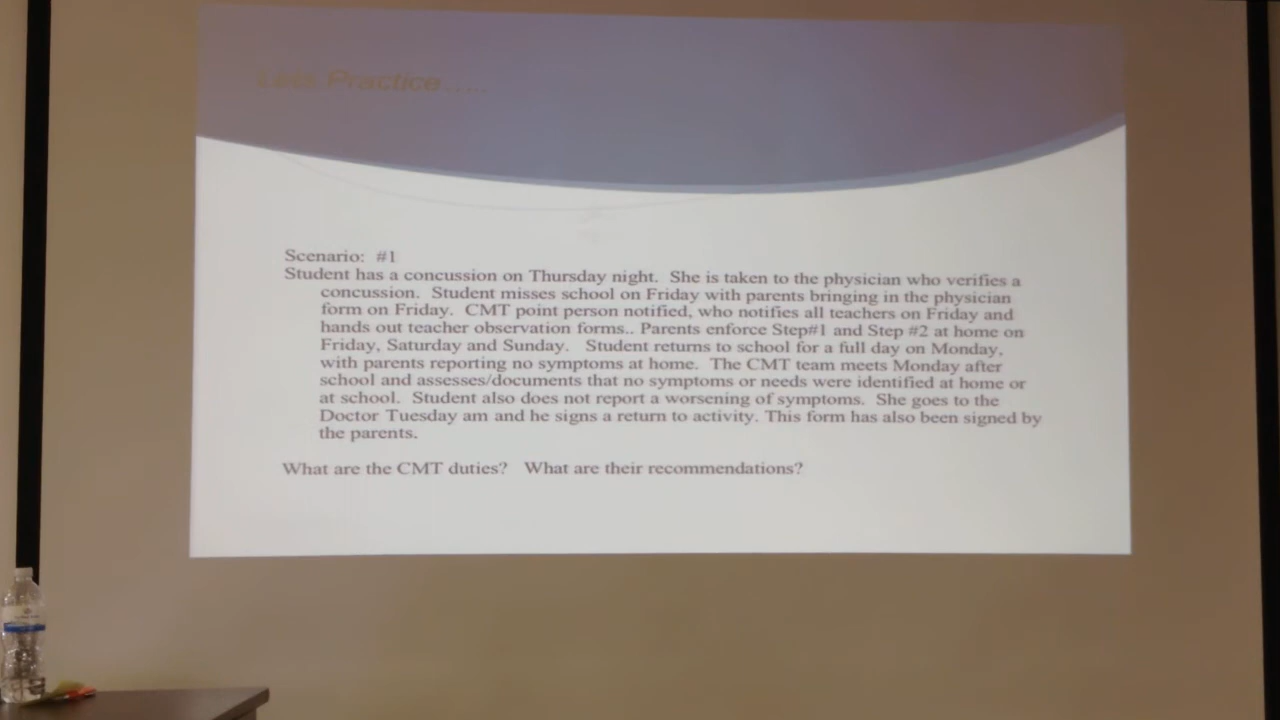 Lets Practice.....
Scenario: #1
Student has a concussion on Thursday night. She is taken to the physician who verifies a
concussion. Student misses school on Friday with parents bringing in the physician
form on Friday. CMT point person notified, who notifies all teachers on Friday and
hands out teacher observation forms.. Parents enforce Step#1 and Step #2 at home on
Friday, Saturday and Sunday. Student returns to school for a full day on Monday,
with parents reporting no symptoms at home. The CMT team meets Monday after
school and assesses/documents that no symptoms or needs were identified at home or
at school. Student also does not report a worsening of symptoms. She goes to the
Doctor Tuesday am and he signs a return to activity. This form has also been signed by
the parents.
What are the CMT duties? What are their recommendations?